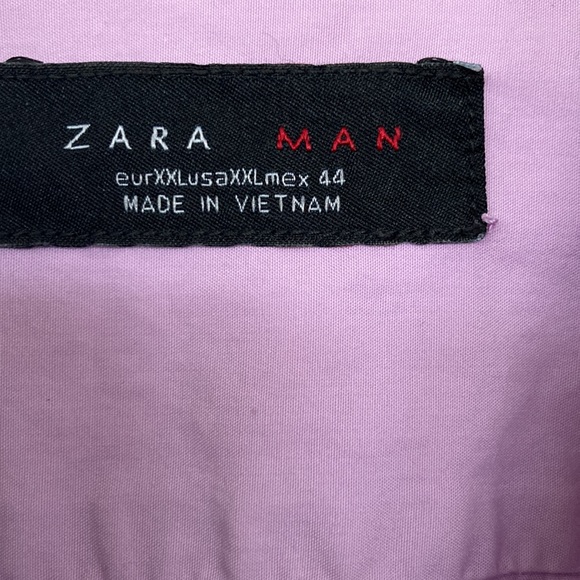 ZARA MAN
eurXXLusaXXLmex 44
MADE IN VIETNAM